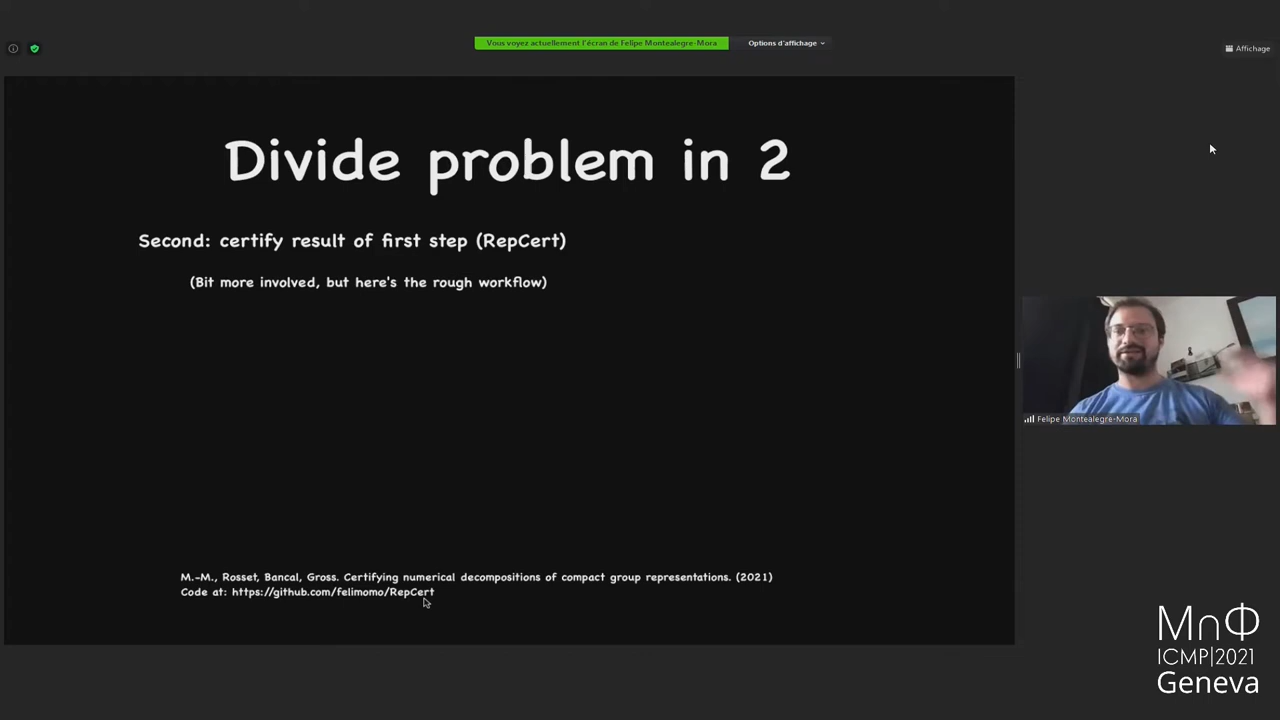 Vous voyez actuellement l'écran de Felipe Montealegre-Mora
Options d'affichage
Affichage
Divide problem in 2
Second: certify result of first step (RepCert)
(Bit more involved, but here's the rough workflow)
Felipe Montealegre-Mora
M.-M., Rosset, Bancal, Gross. Certifying numerical decompositions of compact group representations. (2021)
Code at: https://github.com/felimomo/RepCert
M∩Φ
ICMP|2021
Geneva